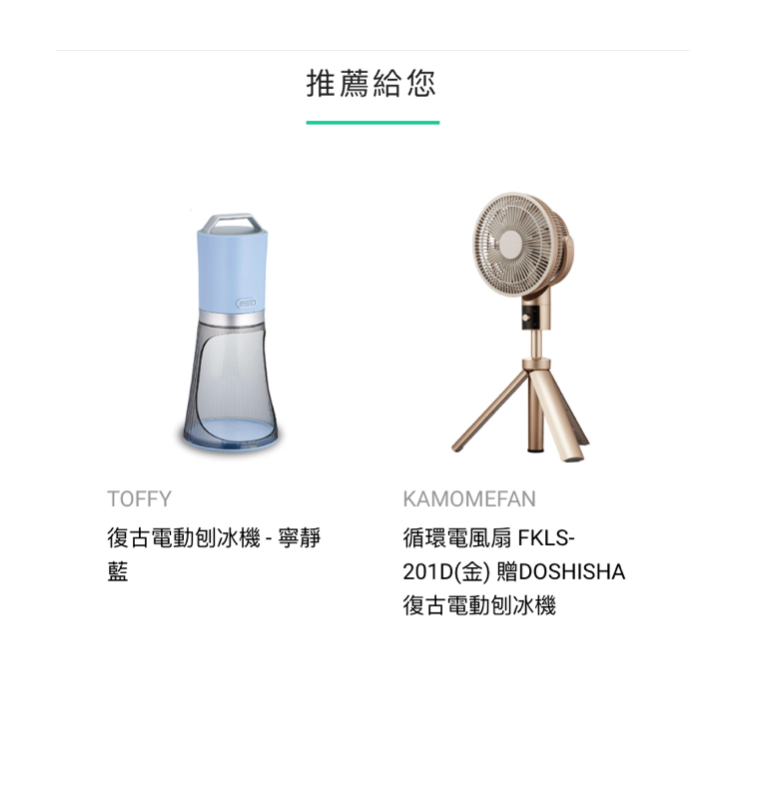 推薦給您
TOFFY
復古電動刨冰機 - 寧靜
藍
KAMOMEFAN
循環電風扇 FKLS-
201D(金) 贈DOSHISHA
復古電動刨冰機